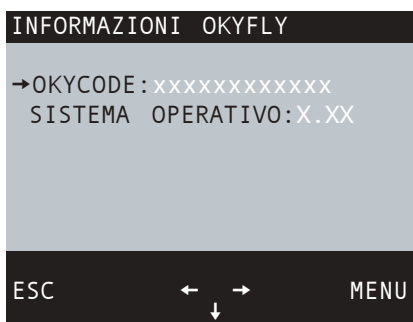 INFORMAZIONI OKYFLY
→OKYCODE:xxxxxxxxxxxx
SISTEMA OPERATIVO:X.XX
ESC ← → MENU
↓